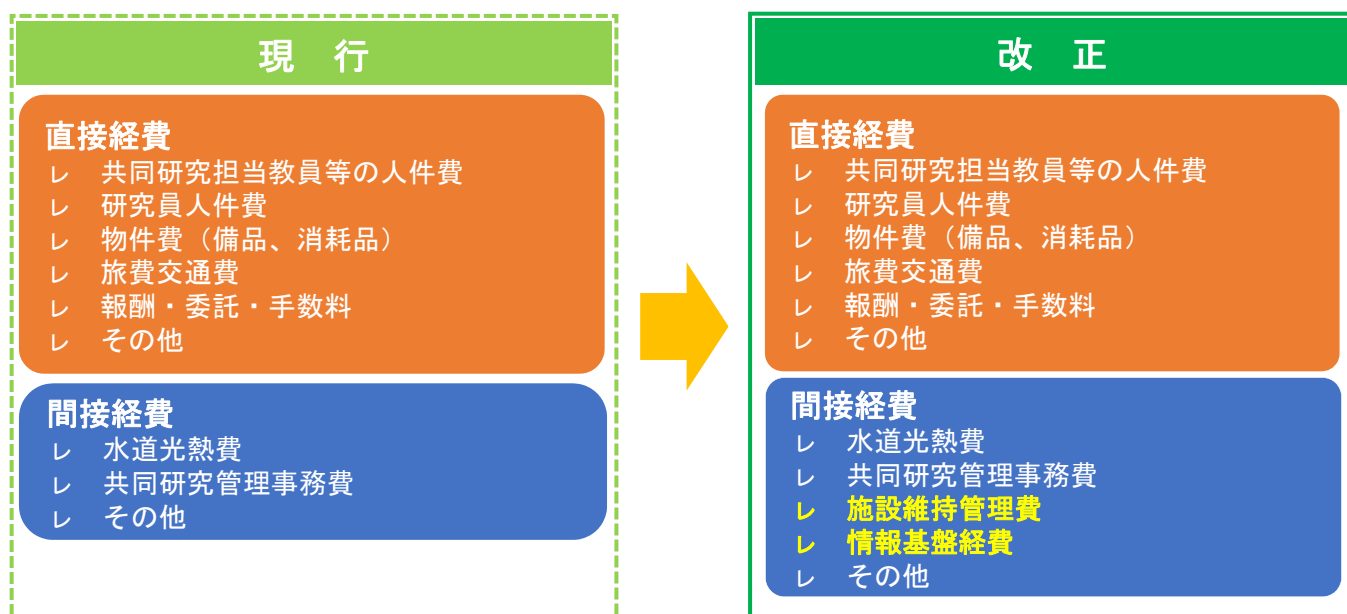 現 行
直接経費
レ 共同研究担当教員等の人件費
レ 研究員人件費
レ 物件費（備品、消耗品）
レ 旅費交通費
レ 報酬・委託・手数料
レ その他
間接経費
レ 水道光熱費
レ 共同研究管理事務費
レ その他
改 正
直接経費
レ 共同研究担当教員等の人件費
レ 研究員人件費
レ 物件費（備品、消耗品）
レ 旅費交通費
レ 報酬・委託・手数料
レ その他
間接経費
レ 水道光熱費
レ 共同研究管理事務費
レ 施設維持管理費
レ 情報基盤経費
レ その他